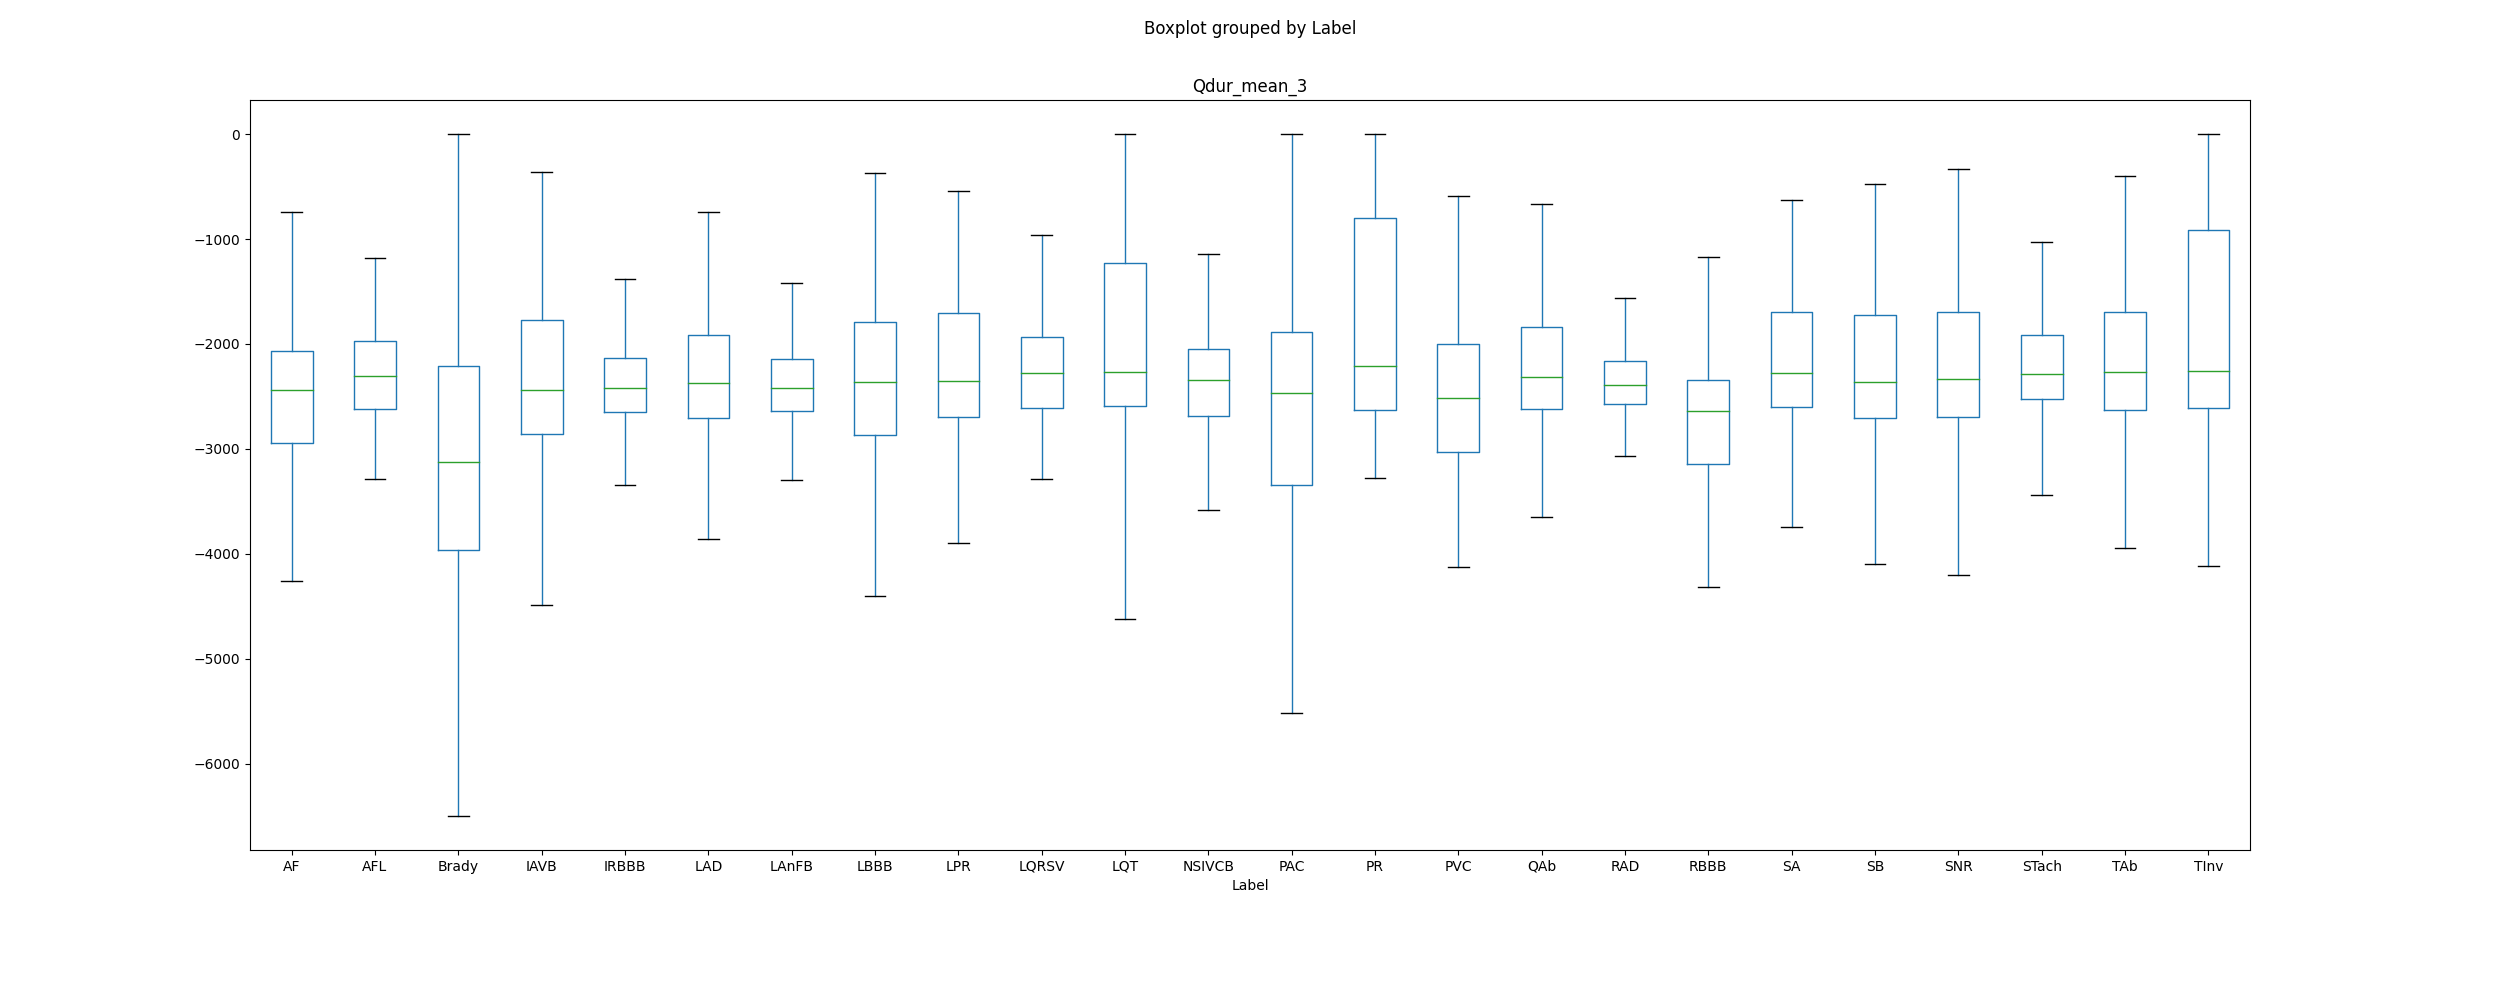 Boxplot grouped by Label
Qdur_mean_3
0
−1000
−2000
−3000
−4000
−5000
−6000
AF AFL Brady IAVB IRBBB LAD LAnFB LBBB LPR LQRSV LQT NSIVCB PAC PR PVC QAb RAD RBBB SA SB SNR STach TAb TInv
Label